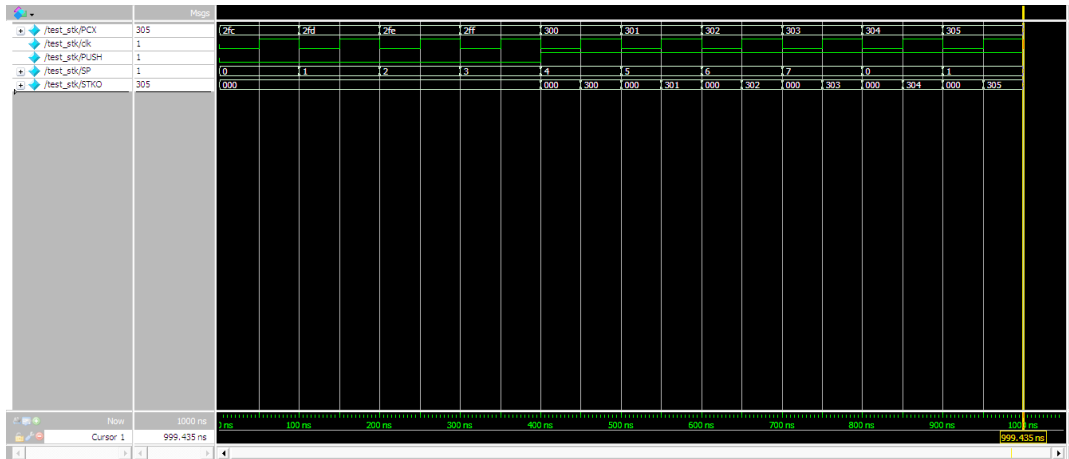 Msgs
/test_stk/PCX 305 2fc 2fd 2fe 2ff 300 301 302 303 304 305
/test_stk/clk 1
/test_stk/PUSH 1
/test_stk/SP 1 0 1 2 3 4 5 6 7 0 1
/test_stk/STKO 305 000 000 300 000 301 000 302 000 303 000 304 000 305
Now 1000 ns ns 100 ns 200 ns 300 ns 400 ns 500 ns 600 ns 700 ns 800 ns 900 ns 1000 ns
Cursor 1 999.435 ns 999.435 ns